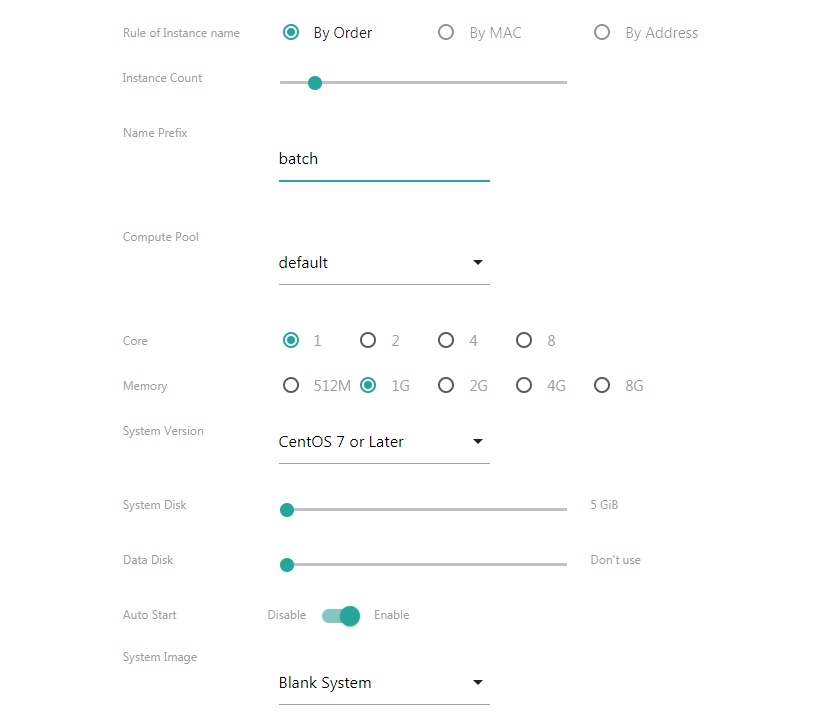 Rule of Instance name By Order By MAC By Address
Instance Count
Name Prefix
batch
Compute Pool
default
Core 1 2 4 8
Memory 512M 1G 2G 4G 8G
System Version
CentOS 7 or Later
System Disk 5 GiB
Data Disk Don't use
Auto Start Disable Enable
System Image
Blank System